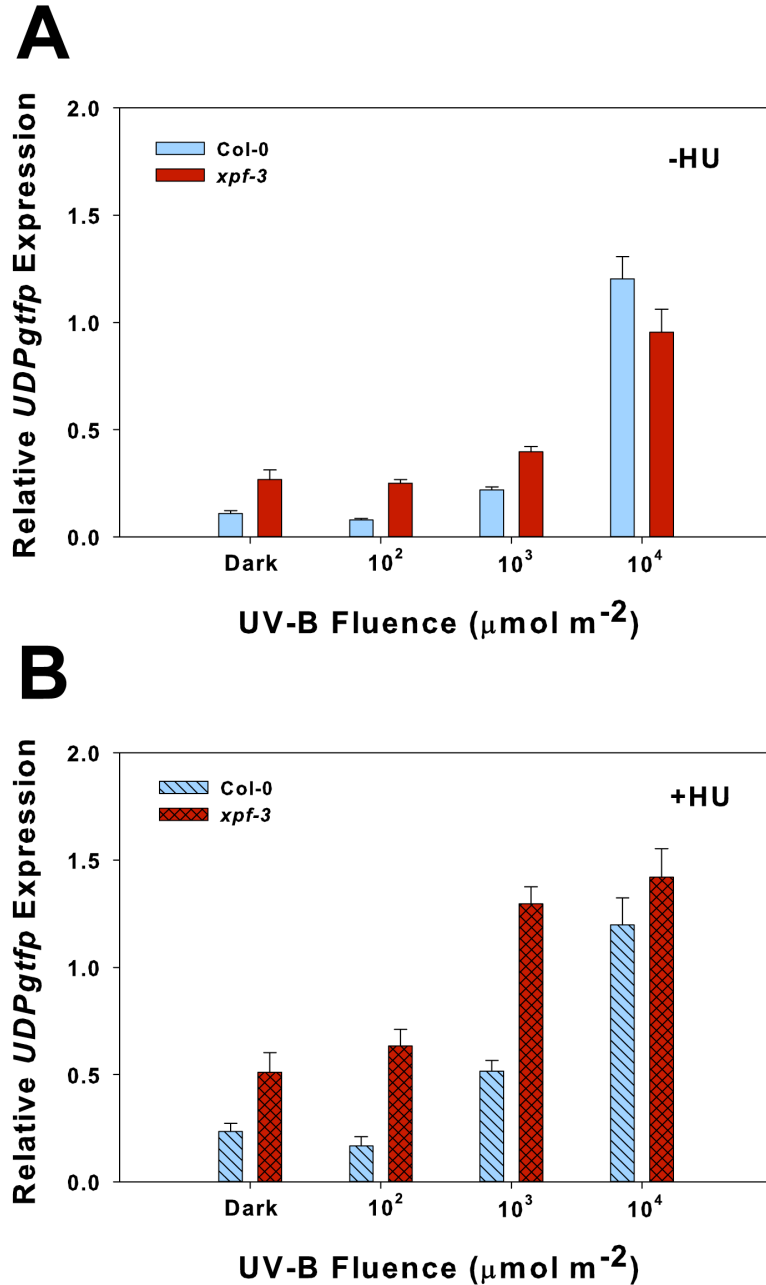 A
Relative UDPgtfp Expression
2.0
1.5
1.0
0.5
0.0
Col-0
xpf-3
-HU
Dark 10² 10³ 10⁴
UV-B Fluence (μmol m⁻²)
B
Relative UDPgtfp Expression
2.0
1.5
1.0
0.5
0.0
Col-0
xpf-3
+HU
Dark 10² 10³ 10⁴
UV-B Fluence (μmol m⁻²)